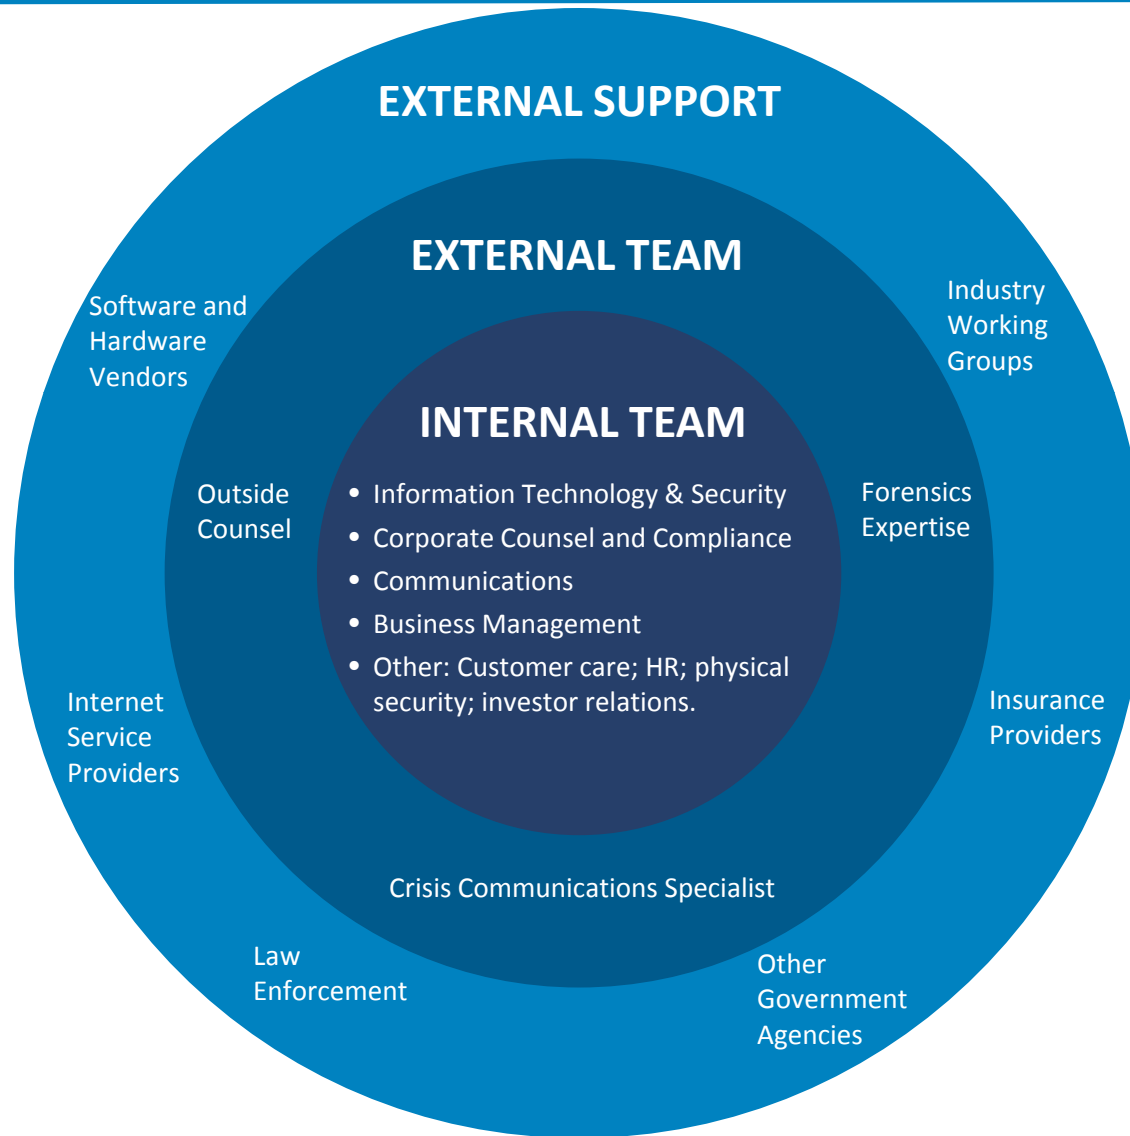 EXTERNAL SUPPORT
EXTERNAL TEAM
INTERNAL TEAM
• Information Technology & Security
• Corporate Counsel and Compliance
• Communications
• Business Management
• Other: Customer care; HR; physical
security; investor relations.
Software and
Hardware
Vendors
Industry
Working
Groups
Outside
Counsel
Forensics
Expertise
Internet
Service
Providers
Insurance
Providers
Crisis Communications Specialist
Law
Enforcement
Other
Government
Agencies